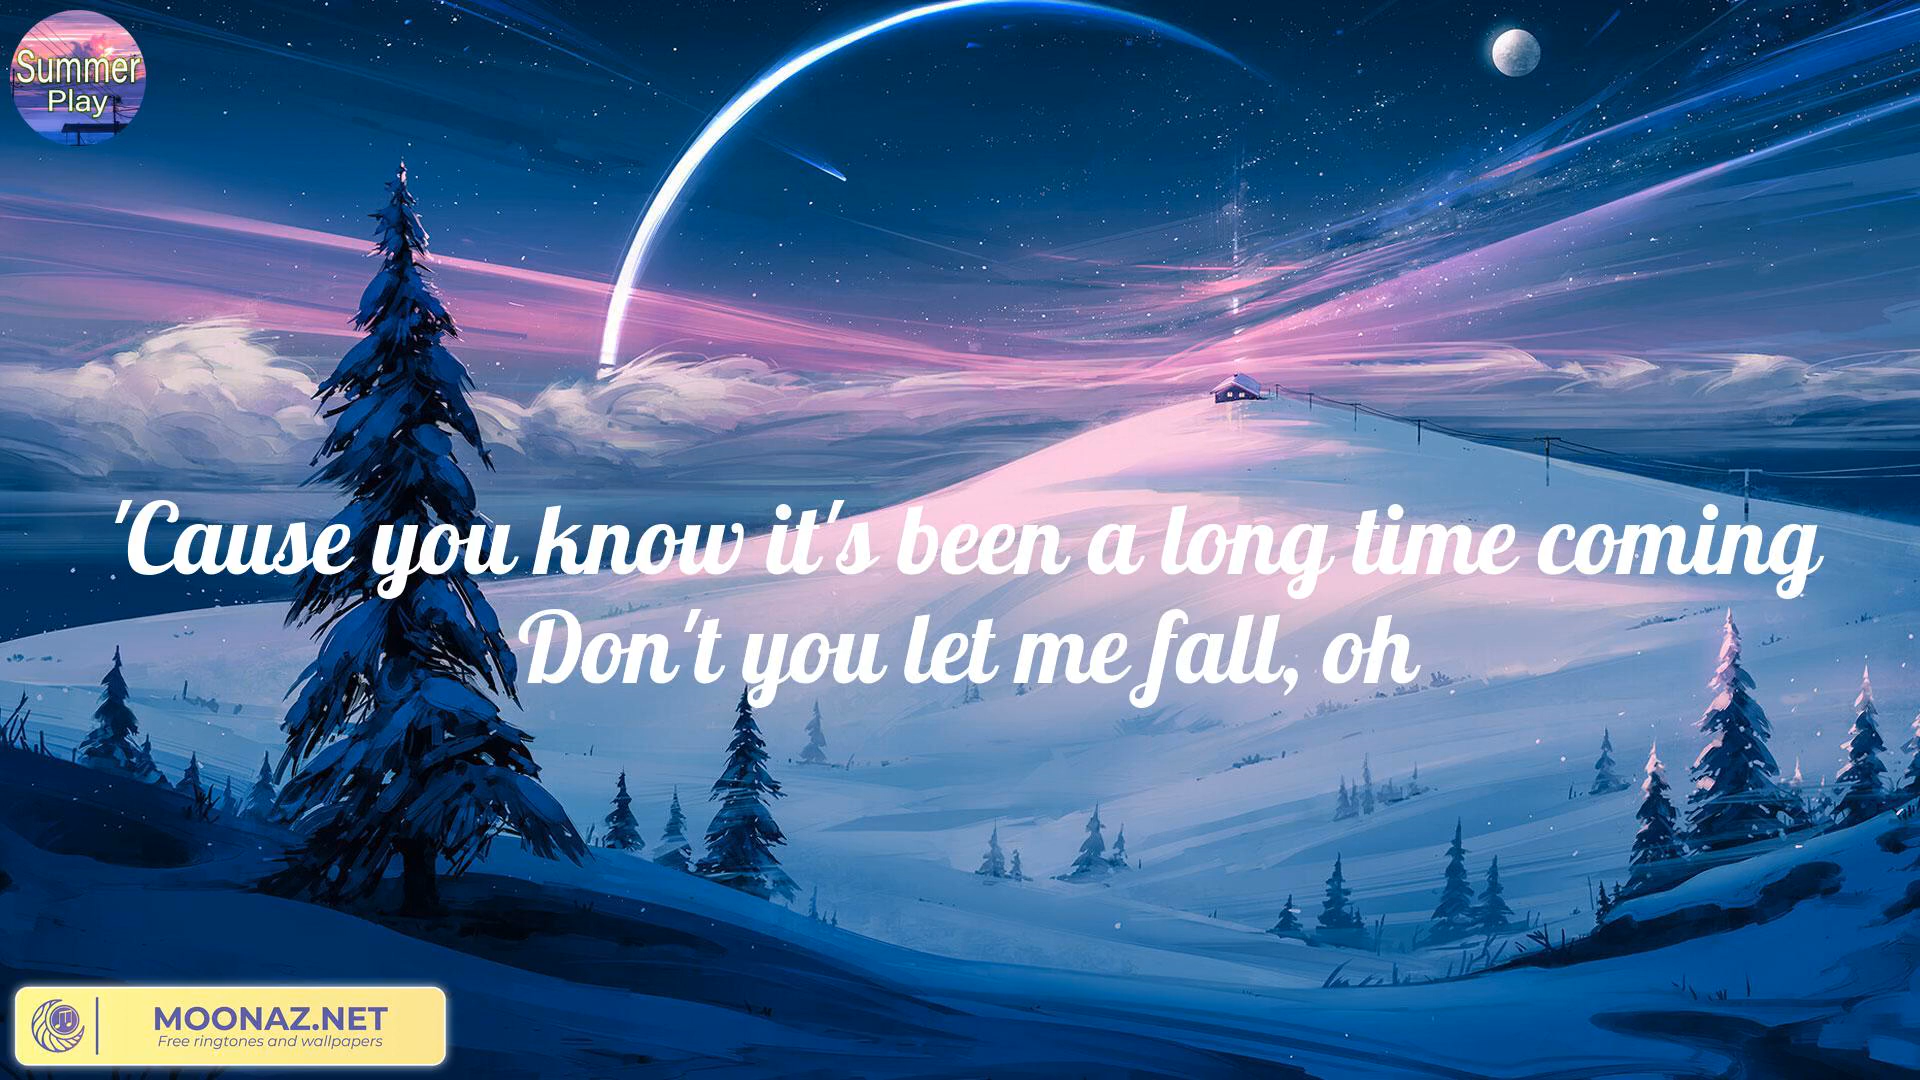 Summer
Play
'Cause you know it's been a long time coming
Don't you let me fall, oh
MOONAZ.NET
Free ringtones and wallpapers